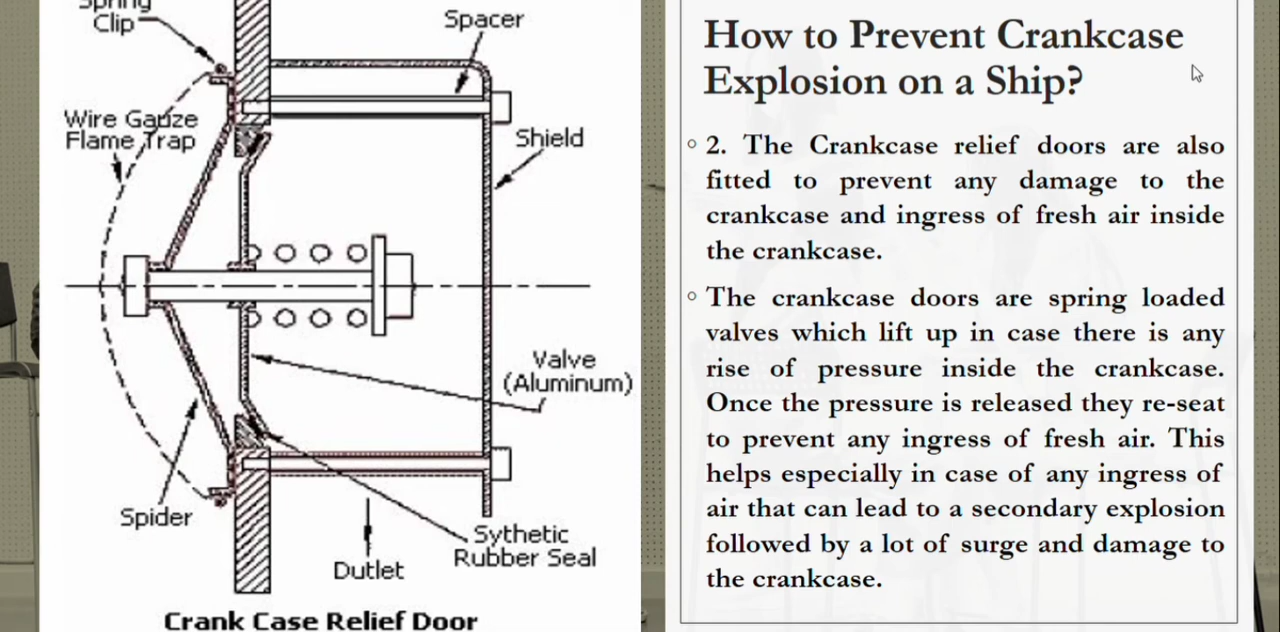 Spring
Clip
Wire Gauze
Flame Trap
Spacer
Shield
Valve
(Aluminum)
Spider
Sythetic
Rubber Seal
Outlet
Crank Case Relief Door
How to Prevent Crankcase
Explosion on a Ship?
2. The Crankcase relief doors are also
fitted to prevent any damage to the
crankcase and ingress of fresh air inside
the crankcase.
The crankcase doors are spring loaded
valves which lift up in case there is any
rise of pressure inside the crankcase.
Once the pressure is released they re-seat
to prevent any ingress of fresh air. This
helps especially in case of any ingress of
air that can lead to a secondary explosion
followed by a lot of surge and damage to
the crankcase.